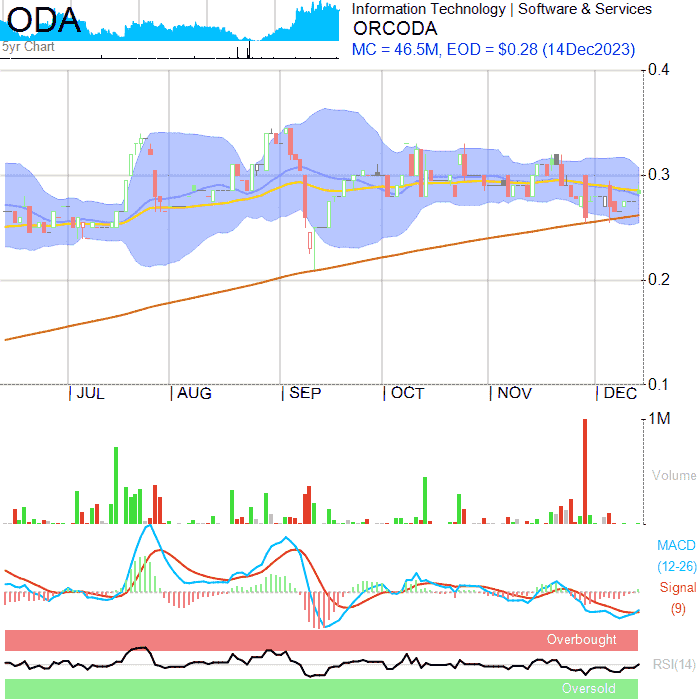 ODA
5yr Chart
Information Technology | Software & Services
ORCODA
MC = 46.5M, EOD = $0.28 (14Dec2023)
0.4
0.3
0.2
0.1
| JUL | AUG | SEP | OCT | NOV | DEC
1M
Volume
MACD
(12-26)
Signal
(9)
Overbought
RSI(14)
Oversold